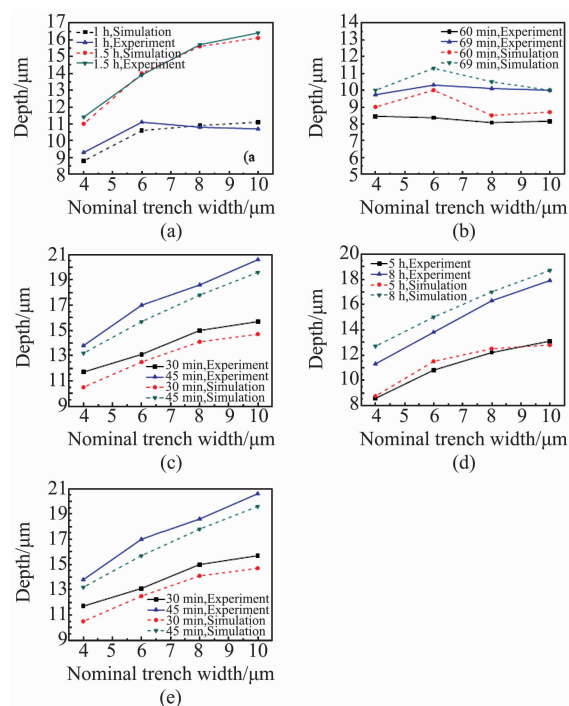 17
16
15
14
13
12
11
10
9
8
1 h,Simulation
1 h,Experiment
1.5 h,Simulation
1.5 h,Experiment
(a
Depth/μm
4 5 6 7 8 9 10
Nominal trench width/μm
(a)
14
13
12
11
10
9
8
7
6
5
60 min,Experiment
69 min,Experiment
60 min,Simulation
69 min,Simulation
Depth/μm
4 5 6 7 8 9 10
Nominal trench width/μm
(b)
21
19
17
15
13
11
9
30 min,Experiment
45 min,Experiment
30 min,Simulation
45 min,Simulation
Depth/μm
4 5 6 7 8 9 10
Nominal trench width/μm
(c)
20
18
16
14
12
10
8
5 h,Experiment
8 h,Experiment
5 h,Simulation
8 h,Simulation
Depth/μm
4 5 6 7 8 9 10
Nominal trench width/μm
(d)
21
19
17
15
13
11
9
30 min,Experiment
45 min,Experiment
30 min,Simulation
45 min,Simulation
Depth/μm
4 5 6 7 8 9 10
Nominal trench width/μm
(e)